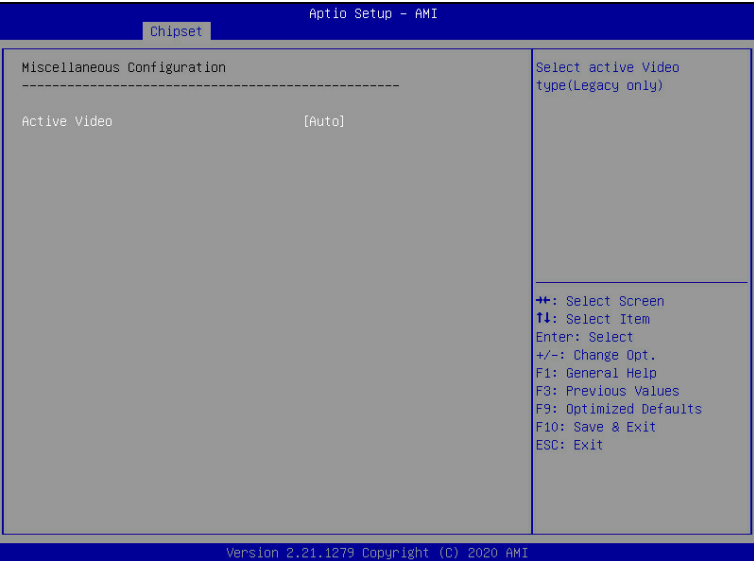 Aptio Setup – AMI
Chipset
Miscellaneous Configuration
--------------------------------------------------
Active Video [Auto]
Select active Video
type(Legacy only)
→←: Select Screen
↑↓: Select Item
Enter: Select
+/-: Change Opt.
F1: General Help
F3: Previous Values
F9: Optimized Defaults
F10: Save & Exit
ESC: Exit
Version 2.21.1279 Copyright (C) 2020 AMI